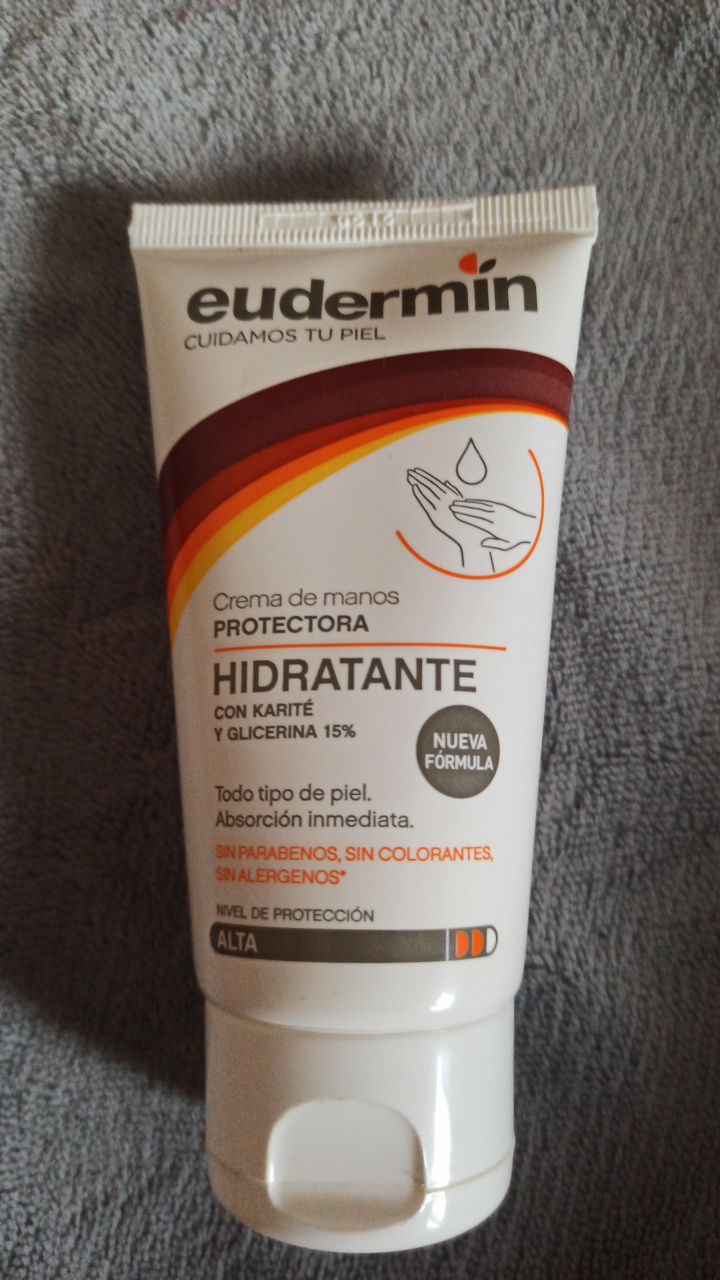 eudermin
CUIDAMOS TU PIEL
Crema de manos
PROTECTORA
HIDRATANTE
CON KARITÉ
Y GLICERINA 15%
NUEVA
FÓRMULA
Todo tipo de piel.
Absorción inmediata.
SIN PARABENOS, SIN COLORANTES,
SIN ALERGENOS*
NIVEL DE PROTECCIÓN
ALTA